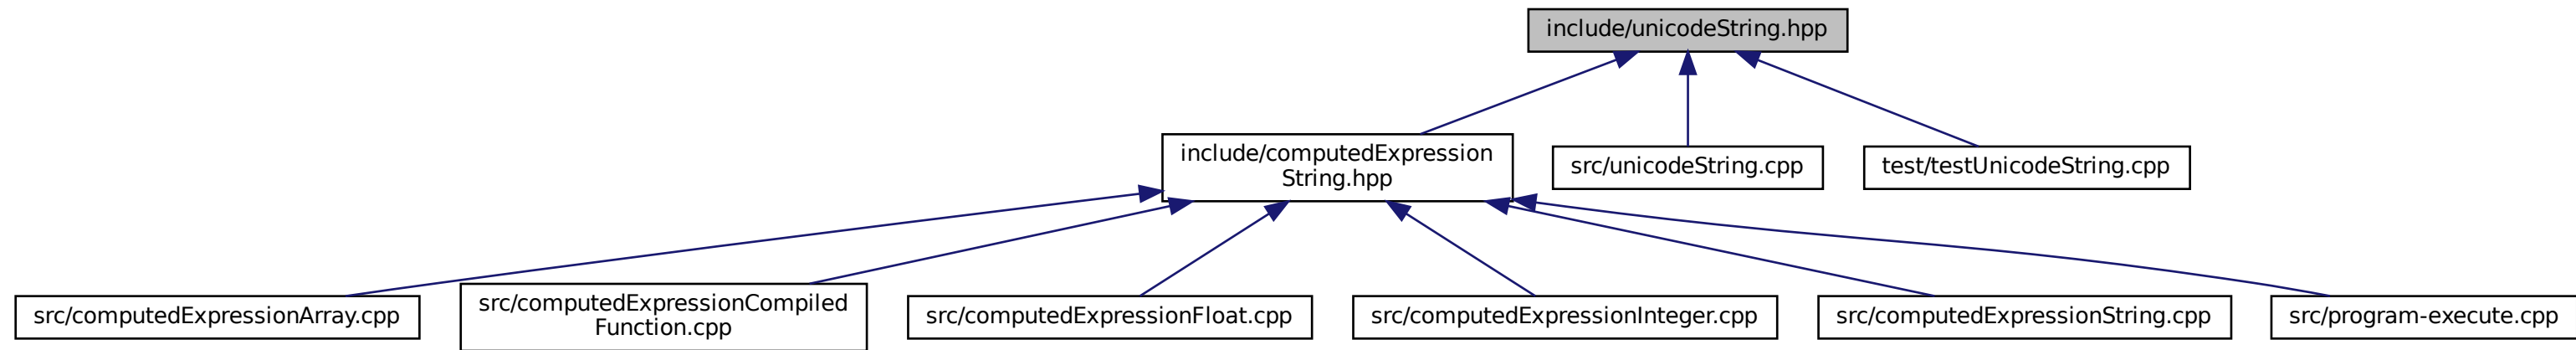 include/unicodeString.hpp
include/computedExpression
String.hpp
src/unicodeString.cpp
test/testUnicodeString.cpp
src/computedExpressionArray.cpp
src/computedExpressionCompiled
Function.cpp
src/computedExpressionFloat.cpp
src/computedExpressionInteger.cpp
src/computedExpressionString.cpp
src/program-execute.cpp